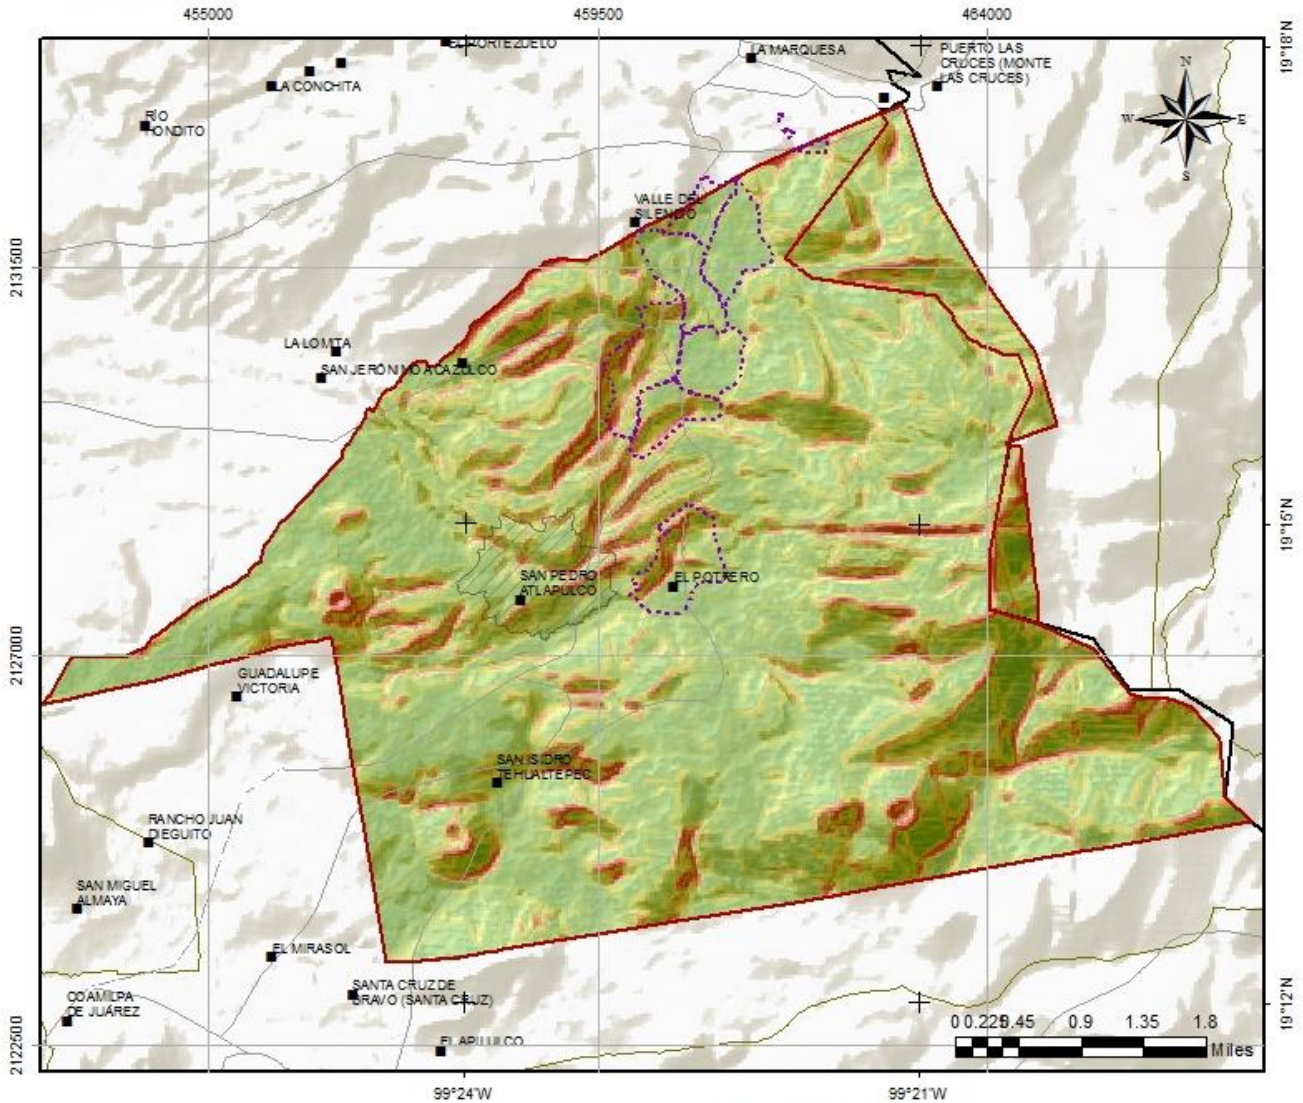 455000
459500
464000
EL PORTEZUELO
LA MARQUESA
PUERTO LAS
CRUCES (MONTE
LAS CRUCES)
19°18'N
N
W
E
S
LA CONCHITA
RÍO
HONDITO
VALLE DEL
SILENCIO
2131500
LA LOMITA
SAN JERÓNIMO ACAZULCO
19°15'N
SAN PEDRO
ATLAPULCO
EL POTRERO
2127000
GUADALUPE
VICTORIA
SAN ISIDRO
TEHUALTEPEC
RANCHO JUAN
DIEGUITO
SAN MIGUEL
ALMAYA
EL MIRASOL
SANTA CRUZ DE
BRAVO (SANTA CRUZ)
COAMILPA
DE JUÁREZ
19°12'N
0 0.225 0.45 0.9 1.35 1.8
Miles
2122500
99°24'W
99°21'W